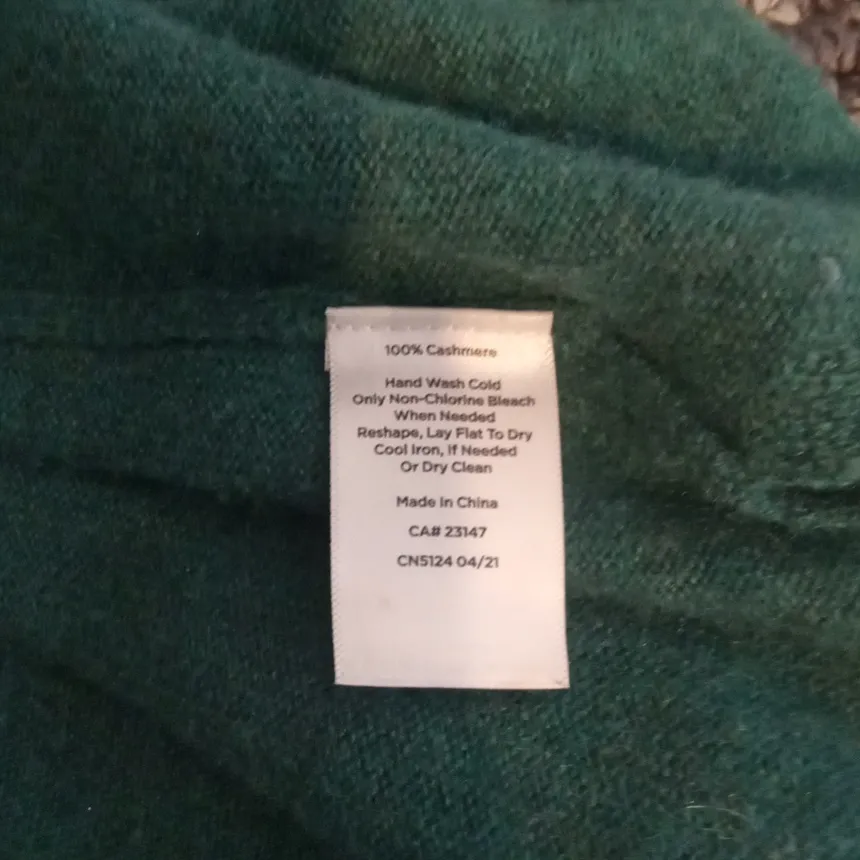 100% Cashmere
Hand Wash Cold
Only Non-Chlorine Bleach
When Needed
Reshape, Lay Flat To Dry
Cool Iron, If Needed
Or Dry Clean
Made In China
CA# 23147
CN5124 04/21